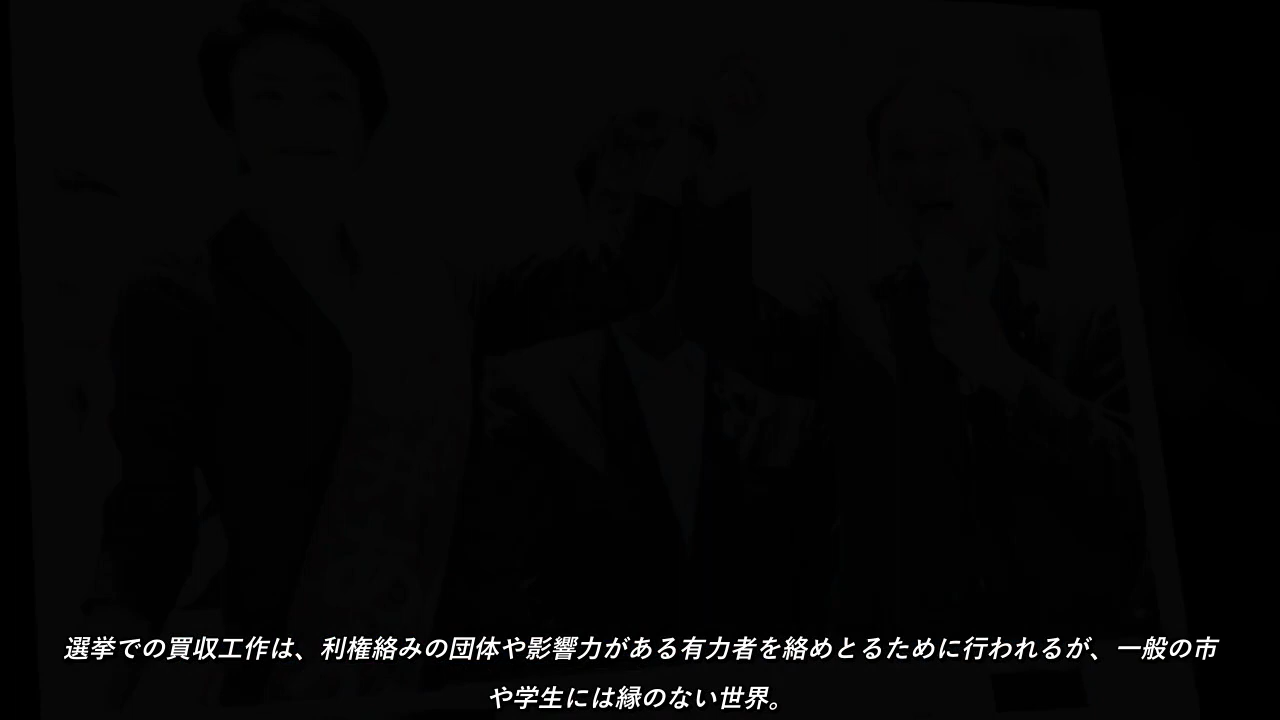 選挙での買収工作は、利権絡みの団体や影響力がある有力者を絡めとるために行われるが、一般の市
や学生には縁のない世界。